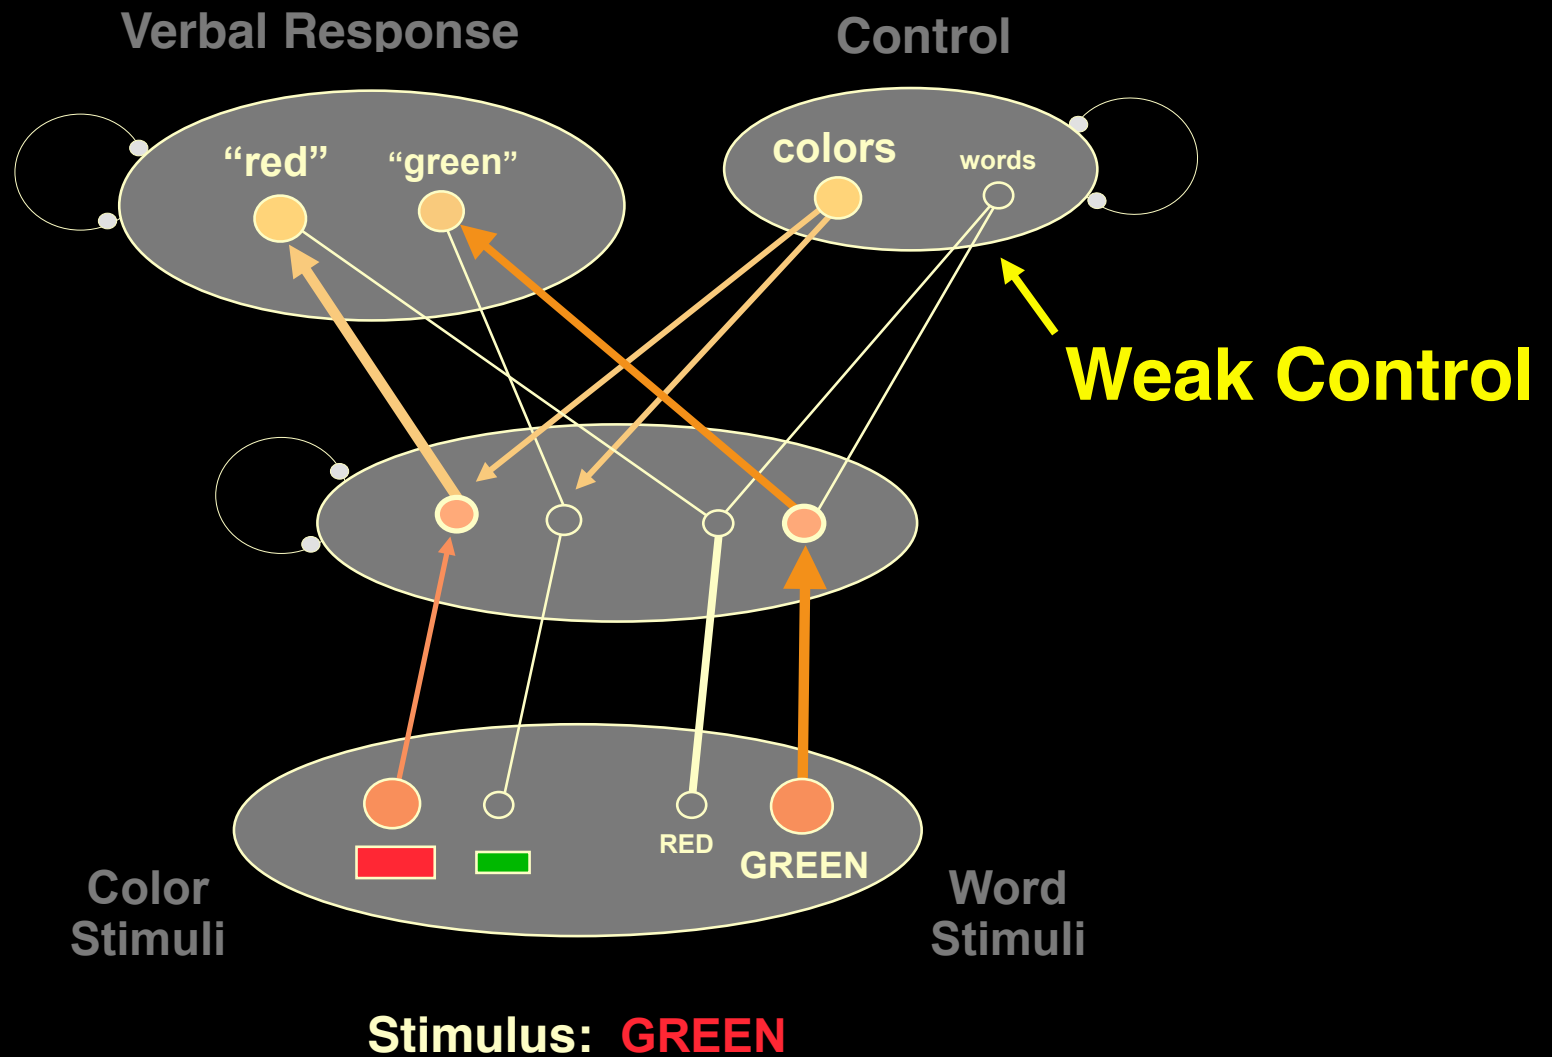 Verbal Response
Control
“red”
“green”
colors
words
Weak Control
RED
GREEN
Color
Stimuli
Word
Stimuli
Stimulus: GREEN